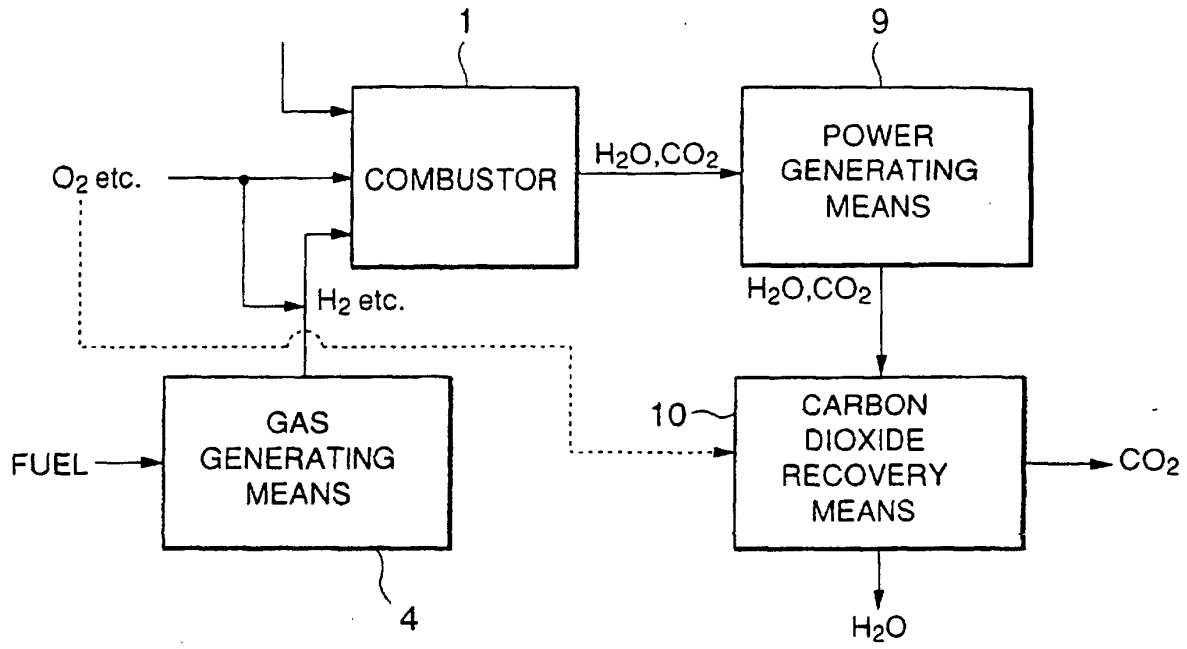 1
9
COMBUSTOR
POWER
GENERATING
MEANS
O₂ etc.
H₂O,CO₂
H₂ etc.
H₂O,CO₂
GAS
GENERATING
MEANS
FUEL
4
10
CARBON
DIOXIDE
RECOVERY
MEANS
CO₂
H₂O